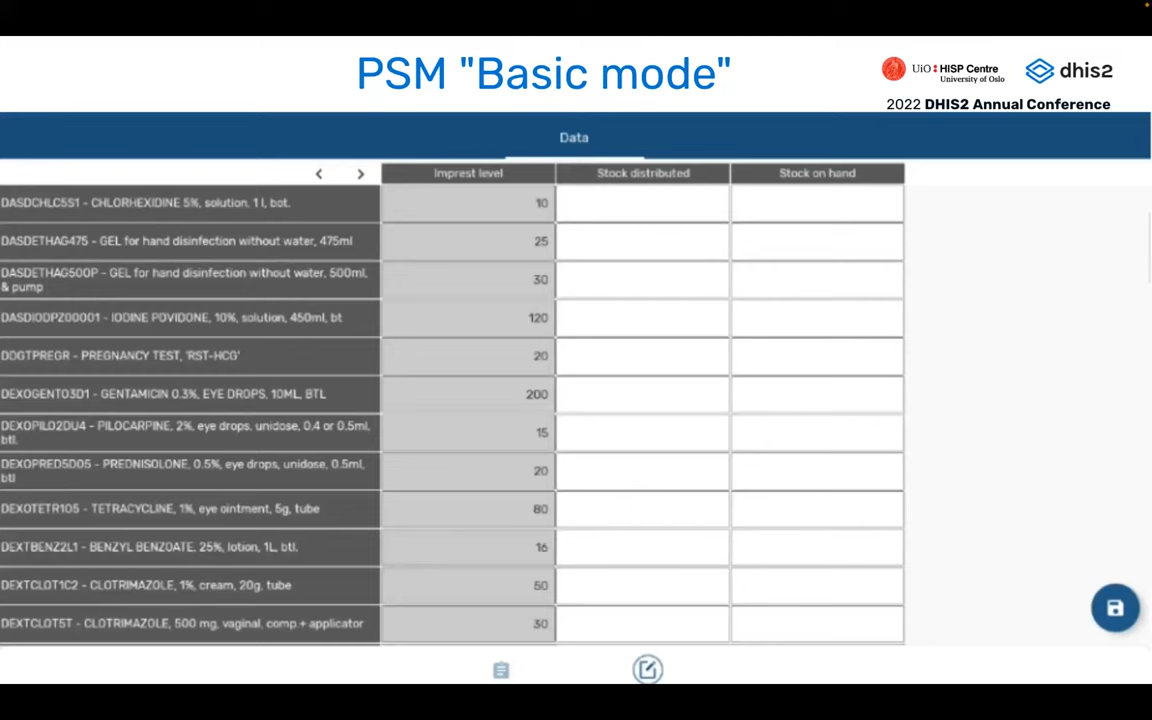 PSM "Basic mode"
UiO HISP Centre
University of Oslo
dhis2
2022 DHIS2 Annual Conference
Data
Imprest level Stock distributed Stock on hand
DASDCHLC5S1 - CHLORHEXIDINE 5%, solution, 1 l, bot. 10
DASDETHAG475 - GEL for hand disinfection without water, 475ml 25
DASDETHAG500P - GEL for hand disinfection without water, 500ml,
& pump 30
DASDIODPZ00001 - IODINE POVIDONE, 10%, solution, 450ml, bt 120
DDGTPREGR - PREGNANCY TEST, 'RST-HCG' 20
DEXOGENTO3D1 - GENTAMICIN 0.3%, EYE DROPS, 10ML, BTL 200
DEXOPILO2DU4 - PILOCARPINE, 2%, eye drops, unidose, 0.4 or 0.5ml,
btl. 15
DEXOPRED5D05 - PREDNISOLONE, 0.5%, eye drops, unidose, 0.5ml,
btl 20
DEXOTETR105 - TETRACYCLINE, 1%, eye ointment, 5g, tube 80
DEXTBENZ2L1 - BENZYL BENZOATE, 25%, lotion, 1L, btl. 16
DEXTCLOT1C2 - CLOTRIMAZOLE, 1%, cream, 20g, tube 50
DEXTCLOT5T - CLOTRIMAZOLE, 500 mg, vaginal, comp.+ applicator 30